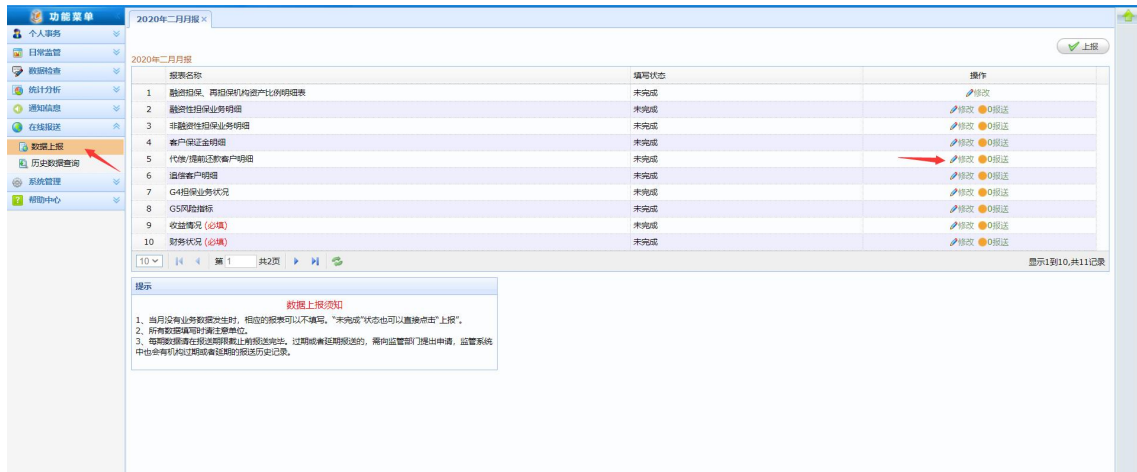 功能菜单
个人事务
日常监管
数据检查
统计分析
通知信息
在线报送
数据上报
历史数据查询
系统管理
帮助中心
2020年二月月报×
上报
2020年二月月报
报表名称 填写状态 操作
1 融资担保、再担保机构资产比例明细表 未完成 修改
2 融资性担保业务明细 未完成 修改 0报送
3 非融资性担保业务明细 未完成 修改 0报送
4 客户保证金明细 未完成 修改 0报送
5 代偿/提前还款客户明细 未完成 修改 0报送
6 追偿客户明细 未完成 修改 0报送
7 G4担保业务状况 未完成 修改 0报送
8 G5风险指标 未完成 修改 0报送
9 收益情况 (必填) 未完成 修改 0报送
10 财务状况 (必填) 未完成 修改 0报送
10 第 1 共2页 显示1到10,共11记录
提示
数据上报须知
1、当月没有业务数据发生时，相应的报表可以不填写。"未完成"状态也可以直接点击"上报"。
2、所有数据填写时请注意单位。
3、每期数据请在报送期限截止前报送完毕。过期或者延期报送的，需向监管部门提出申请，监管系统
中也会有机构过期或者延期的报送历史记录。